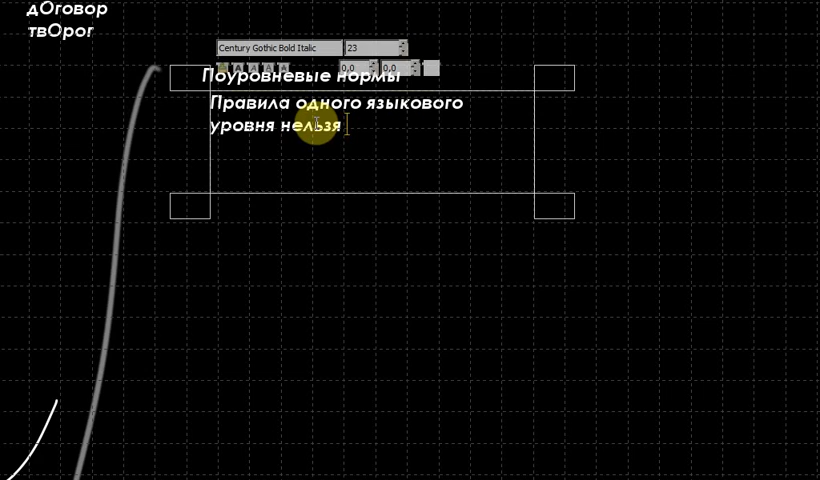 дОговор
твОрог
Century Gothic Bold Italic 23
A A A A A 0,0 0,0
Поуровневые нормы
Правила одного языкового
уровня нельзя